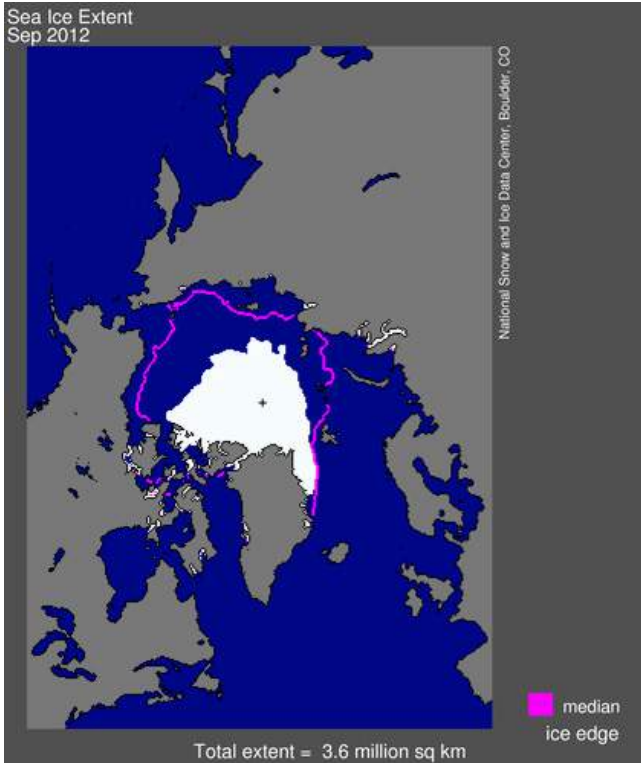 Sea Ice Extent
Sep 2012
National Snow and Ice Data Center, Boulder, CO
median
ice edge
Total extent = 3.6 million sq km